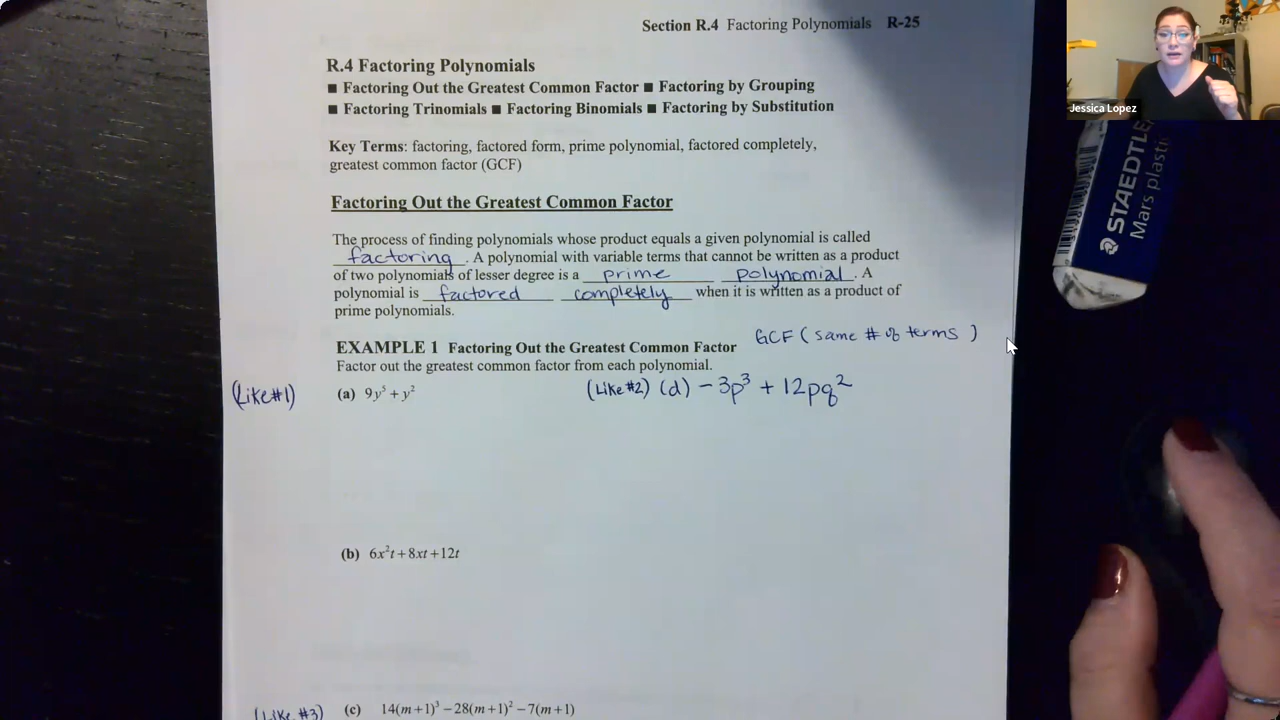 Section R.4 Factoring Polynomials R-25
Jessica Lopez
R.4 Factoring Polynomials
■ Factoring Out the Greatest Common Factor ■ Factoring by Grouping
■ Factoring Trinomials ■ Factoring Binomials ■ Factoring by Substitution
Key Terms: factoring, factored form, prime polynomial, factored completely,
greatest common factor (GCF)
STAEDTLE
Mars plasti
Factoring Out the Greatest Common Factor
The process of finding polynomials whose product equals a given polynomial is called
factoring. A polynomial with variable terms that cannot be written as a product
of two polynomials of lesser degree is a prime polynomial. A
polynomial is factored completely when it is written as a product of
prime polynomials.
GCF (same # of terms)
EXAMPLE 1 Factoring Out the Greatest Common Factor
Factor out the greatest common factor from each polynomial.
(Like #1) (a) 9y⁵ + y² (Like #2) (d) −3p³ + 12pq²
(b) 6x²t + 8xt + 12t
(Like #3) (c) 14(m+1)³ − 28(m+1)² − 7(m+1)